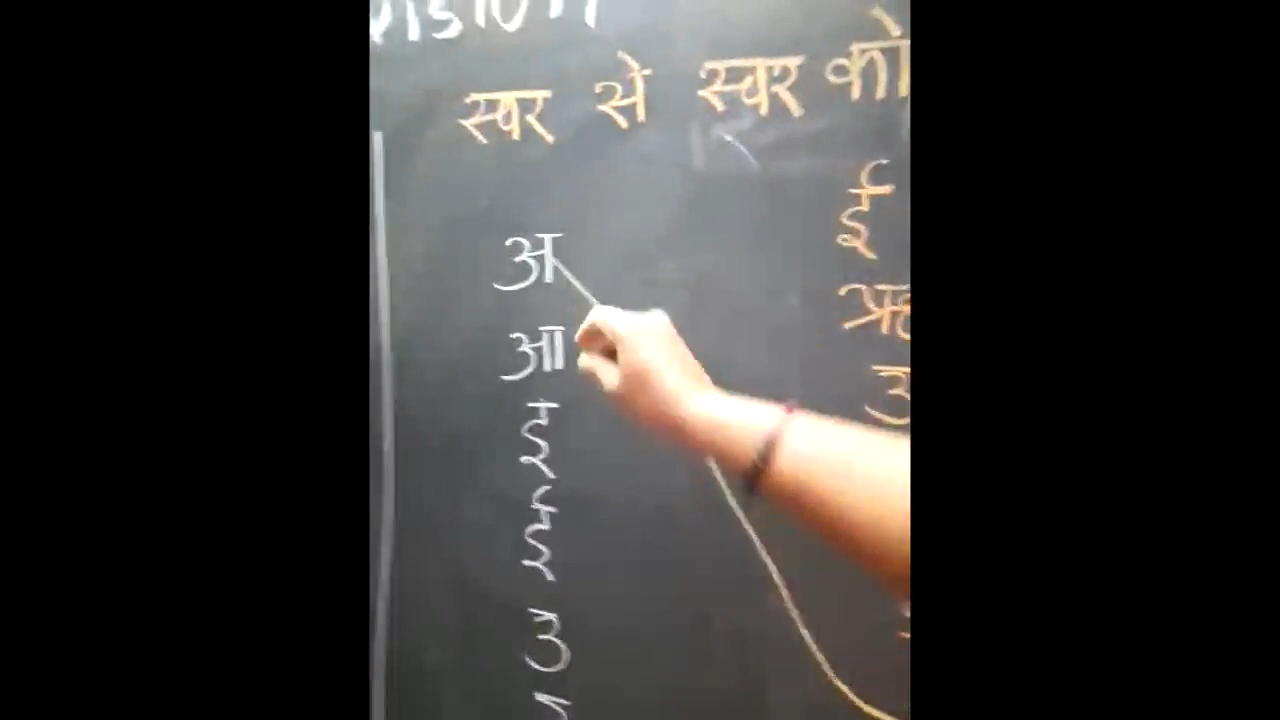 स्वर से स्वर को
अ
आ
इ
ई
उ
ई
ऋ